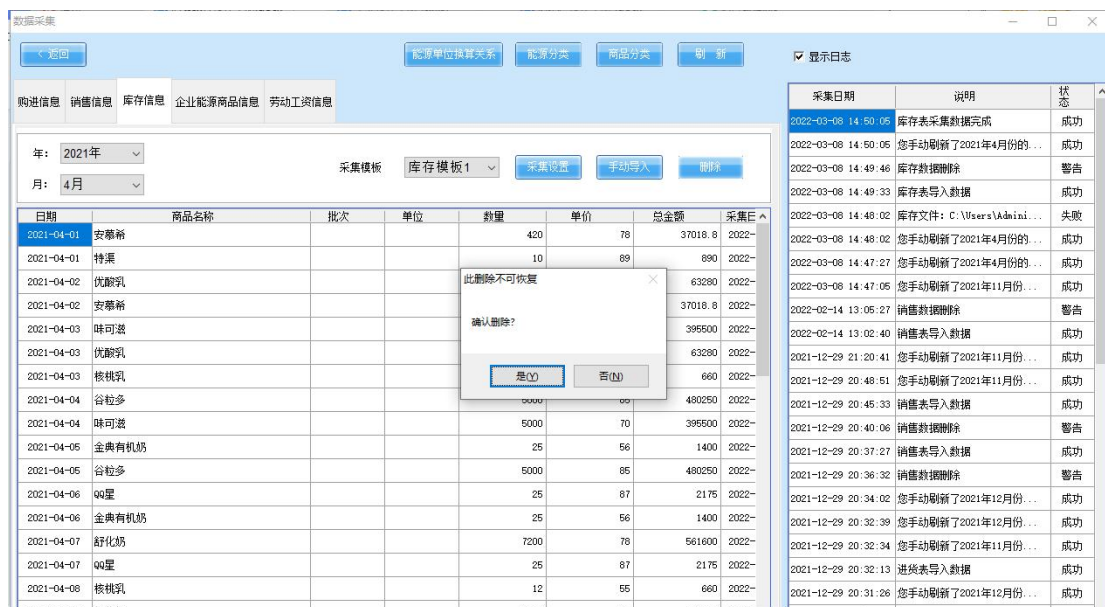 数据采集
< 返回
能源单位换算关系 能源分类 商品分类 刷 新
显示日志
购进信息 销售信息 库存信息 企业能源商品信息 劳动工资信息
年： 2021年
月： 4月
采集模板 库存模板1 采集设置 手动导入 删除
日期 商品名称 批次 单位 数量 单价 总金额 采集日
2021-04-01 安慕希 420 78 37018.8 2022-
2021-04-01 特渠 10 89 890 2022-
2021-04-02 优酸乳 63280 2022-
2021-04-02 安慕希 37018.8 2022-
2021-04-03 味可滋 395500 2022-
2021-04-03 优酸乳 63280 2022-
2021-04-03 核桃乳 660 2022-
2021-04-04 谷粒多 5000 85 480250 2022-
2021-04-04 味可滋 5000 70 395500 2022-
2021-04-05 金典有机奶 25 56 1400 2022-
2021-04-05 谷粒多 5000 85 480250 2022-
2021-04-06 QQ星 25 87 2175 2022-
2021-04-06 金典有机奶 25 56 1400 2022-
2021-04-07 舒化奶 7200 78 561600 2022-
2021-04-07 QQ星 25 87 2175 2022-
2021-04-08 核桃乳 12 55 660 2022-
此删除不可恢复
确认删除?
是(Y) 否(N)
采集日期 说明 状态
2022-03-08 14:50:05 库存表采集数据完成 成功
2022-03-08 14:50:05 您手动刷新了2021年4月份的... 成功
2022-03-08 14:49:46 库存数据删除 警告
2022-03-08 14:49:33 库存表导入数据 成功
2022-03-08 14:48:02 库存文件: C:\Users\Admini... 失败
2022-03-08 14:48:02 您手动刷新了2021年4月份的... 成功
2022-03-08 14:47:27 您手动刷新了2021年4月份的... 成功
2022-03-08 14:47:05 您手动刷新了2021年11月份... 成功
2022-02-14 13:05:27 销售数据删除 警告
2022-02-14 13:02:40 销售表导入数据 成功
2021-12-29 21:20:41 您手动刷新了2021年11月份... 成功
2021-12-29 20:48:51 您手动刷新了2021年11月份... 成功
2021-12-29 20:45:33 销售表导入数据 成功
2021-12-29 20:40:06 销售数据删除 警告
2021-12-29 20:37:27 销售表导入数据 成功
2021-12-29 20:36:32 销售数据删除 警告
2021-12-29 20:34:02 您手动刷新了2021年12月份... 成功
2021-12-29 20:32:39 您手动刷新了2021年12月份... 成功
2021-12-29 20:32:34 您手动刷新了2021年11月份... 成功
2021-12-29 20:32:13 进货表导入数据 成功
2021-12-29 20:31:26 您手动刷新了2021年12月份... 成功